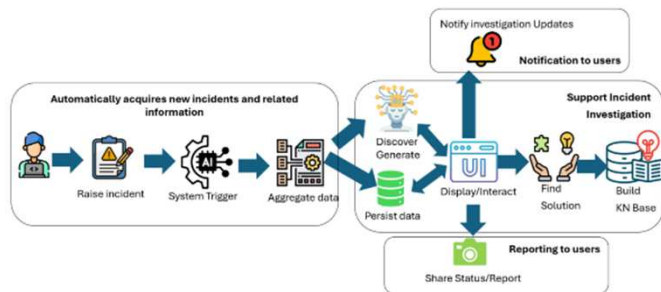 Notify investigation Updates
1
Notification to users
Automatically acquires new incidents and related
information
Support Incident
Investigation
Raise incident
AI
System Trigger
Aggregate data
Discover
Generate
Persist data
UI
Display/Interact
Find
Solution
Build
KN Base
Reporting to users
Share Status/Report